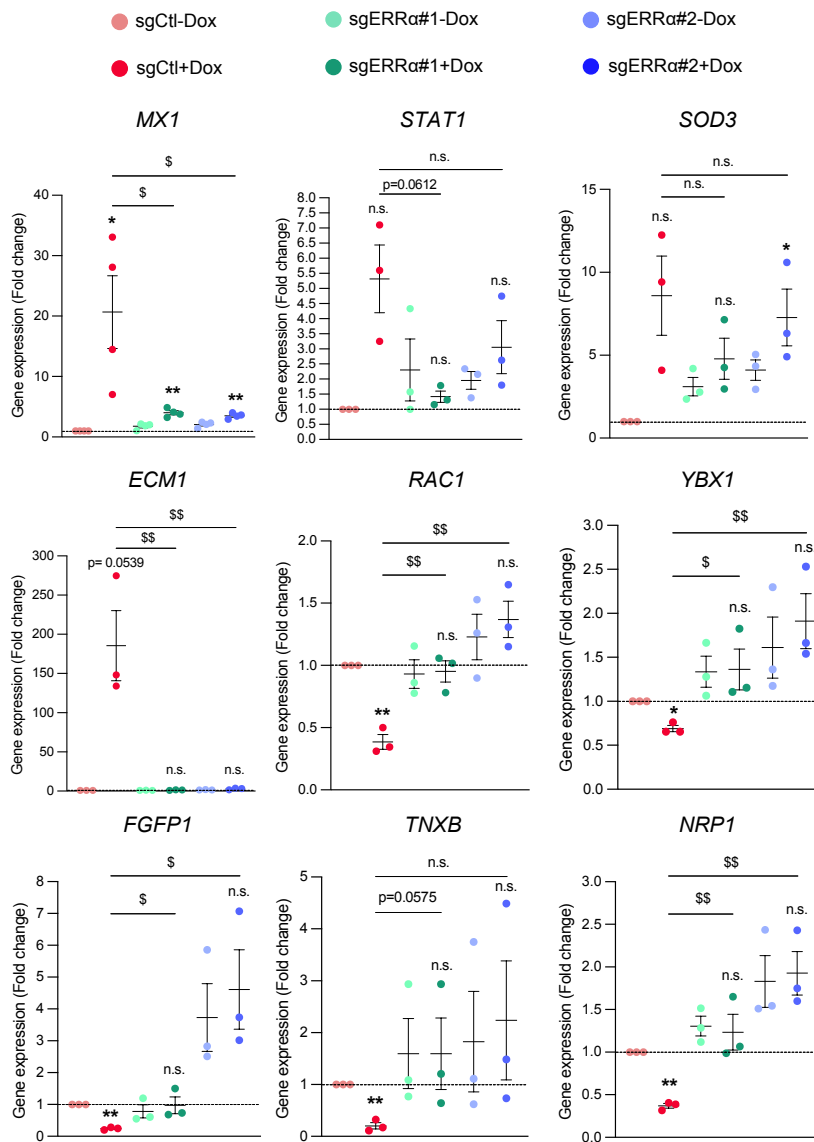 sgCtl-Dox sgERRα#1-Dox sgERRα#2-Dox
sgCtl+Dox sgERRα#1+Dox sgERRα#2+Dox
MX1
$
$
*
**
**
Gene expression (Fold change)
40
30
20
10
0
STAT1
n.s.
p=0.0612
n.s.
n.s.
n.s.
Gene expression (Fold change)
8.0
7.5
7.0
6.5
6.0
5.5
5.0
4.5
4.0
3.5
3.0
2.5
2.0
1.5
1.0
0.5
0.0
SOD3
n.s.
n.s.
n.s.
n.s.
*
Gene expression (Fold change)
15
10
5
0
ECM1
$$
$$
p= 0.0539
n.s.
n.s.
Gene expression (Fold change)
300
250
200
150
100
50
0
RAC1
$$
$$
**
n.s.
n.s.
Gene expression (Fold change)
2.0
1.5
1.0
0.5
0.0
YBX1
$$
$
*
n.s.
n.s
Gene expression (Fold change)
3.0
2.5
2.0
1.5
1.0
0.5
0.0
FGFP1
$
$
**
n.s.
n.s.
Gene expression (Fold change)
8
7
6
5
4
3
2
1
0
TNXB
n.s.
p=0.0575
**
n.s.
n.s.
Gene expression (Fold change)
5
4
3
2
1
0
NRP1
$$
$$
**
n.s.
n.s.
Gene expression (Fold change)
3.0
2.5
2.0
1.5
1.0
0.5
0.0